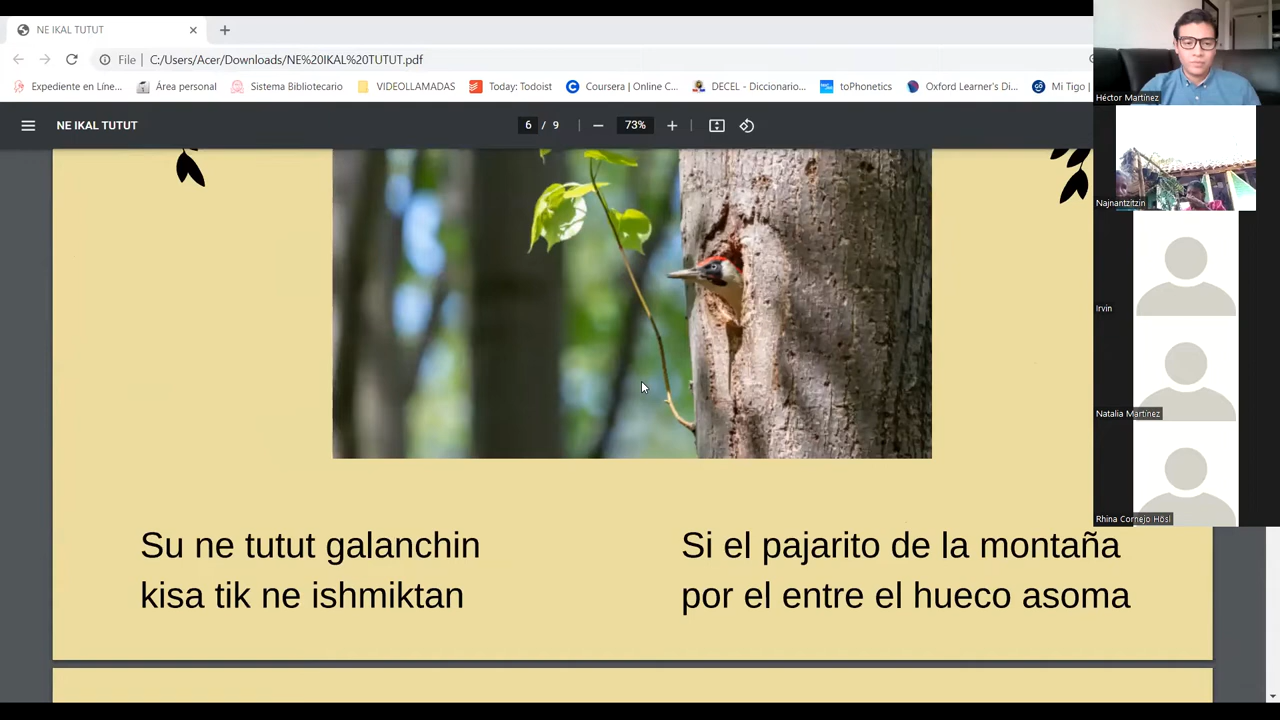 NE IKAL TUTUT
File
C:/Users/Acer/Downloads/NE%20IKAL%20TUTUT.pdf
Expediente en Líne...
Área personal
Sistema Bibliotecario
VIDEOLLAMADAS
Today: Todoist
Coursera | Online C...
DECEL - Diccionario...
toPhonetics
Oxford Learner's Di...
Mi Tigo |
NE IKAL TUTUT
6 / 9
73%
Su ne tutut galanchin
kisa tik ne ishmiktan
Si el pajarito de la montaña
por el entre el hueco asoma
Héctor Martínez
Najnantzitzin
Irvin
Natalia Martínez
Rhina Cornejo Hösl